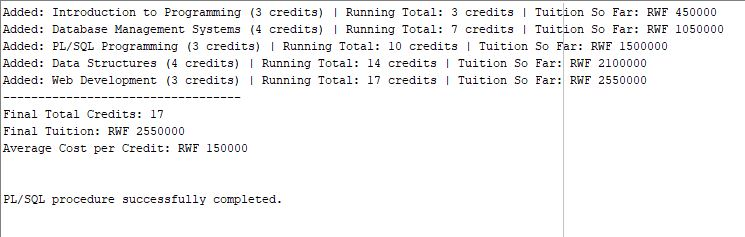 Added: Introduction to Programming (3 credits) | Running Total: 3 credits | Tuition So Far: RWF 450000
Added: Database Management Systems (4 credits) | Running Total: 7 credits | Tuition So Far: RWF 1050000
Added: PL/SQL Programming (3 credits) | Running Total: 10 credits | Tuition So Far: RWF 1500000
Added: Data Structures (4 credits) | Running Total: 14 credits | Tuition So Far: RWF 2100000
Added: Web Development (3 credits) | Running Total: 17 credits | Tuition So Far: RWF 2550000
----------------------------------
Final Total Credits: 17
Final Tuition: RWF 2550000
Average Cost per Credit: RWF 150000
PL/SQL procedure successfully completed.